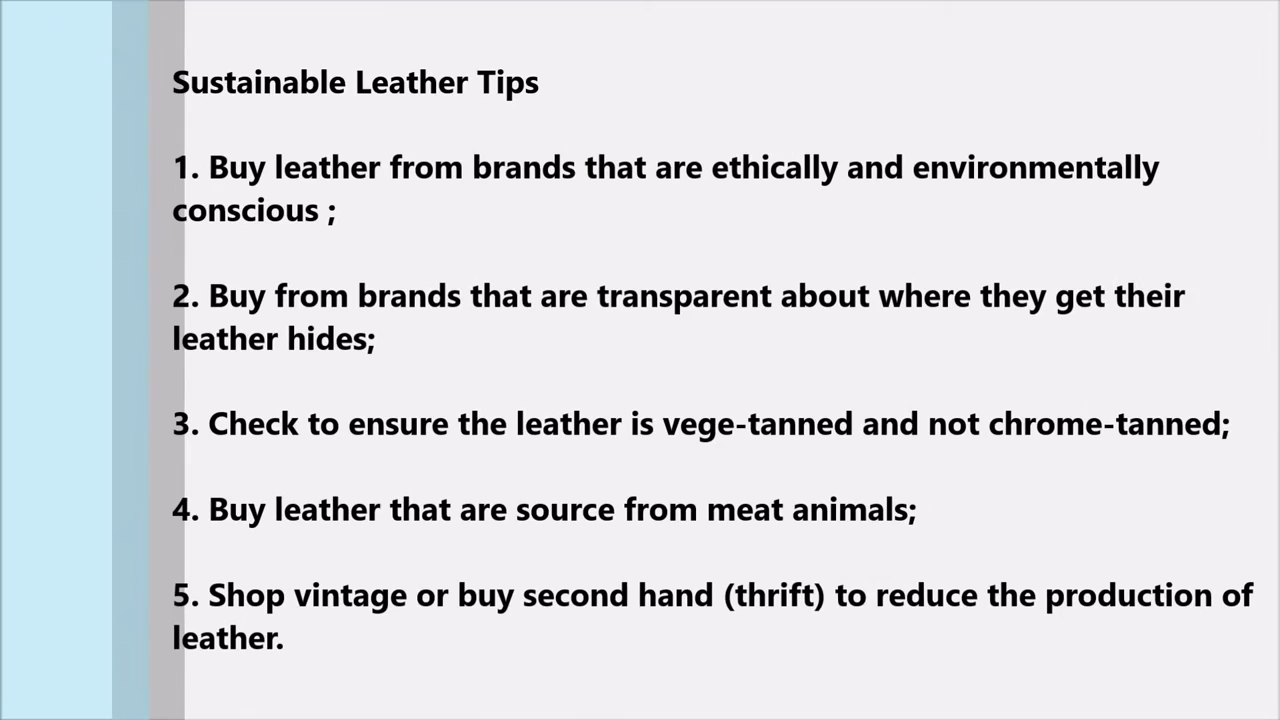 Sustainable Leather Tips
1. Buy leather from brands that are ethically and environmentally
conscious ;
2. Buy from brands that are transparent about where they get their
leather hides;
3. Check to ensure the leather is vege-tanned and not chrome-tanned;
4. Buy leather that are source from meat animals;
5. Shop vintage or buy second hand (thrift) to reduce the production of
leather.